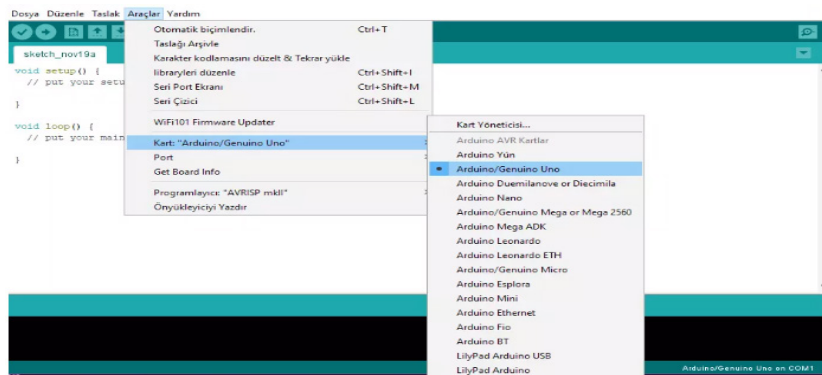 Dosya Düzenle Taslak Araçlar Yardım
sketch_nov19a
void setup() {
// put your setu
}
void loop() {
// put your main
}
Otomatik biçimlendir. Ctrl+T
Taslağı Arşivle
Karakter kodlamasını düzelt & Tekrar yükle
libraryleri düzenle Ctrl+Shift+I
Seri Port Ekranı Ctrl+Shift+M
Seri Çizici Ctrl+Shift+L
WiFi101 Firmware Updater
Kart: "Arduino/Genuino Uno"
Port
Get Board Info
Programlayıcı: "AVRISP mkII"
Önyükleyiciyi Yazdır
Kart Yöneticisi...
Arduino AVR Kartlar
Arduino Yún
Arduino/Genuino Uno
Arduino Duemilanove or Diecimila
Arduino Nano
Arduino/Genuino Mega or Mega 2560
Arduino Mega ADK
Arduino Leonardo
Arduino Leonardo ETH
Arduino/Genuino Micro
Arduino Esplora
Arduino Mini
Arduino Ethernet
Arduino Fio
Arduino BT
LilyPad Arduino USB
LilyPad Arduino
Arduino/Genuino Uno on COM1